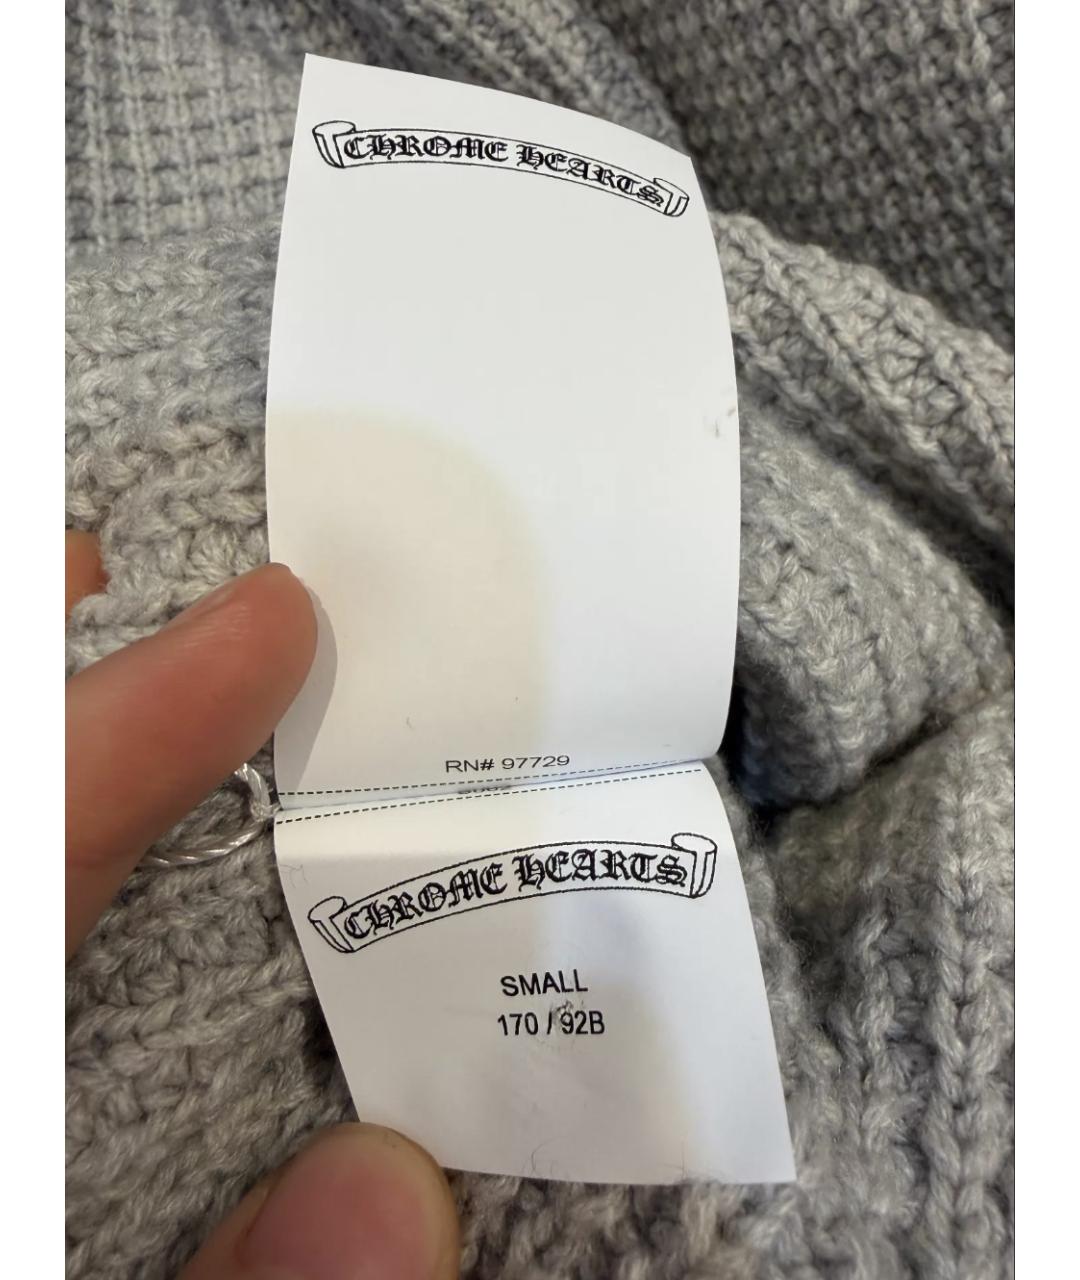 CHROME HEARTS
RN# 97729
CHROME HEARTS
SMALL
170 / 92B